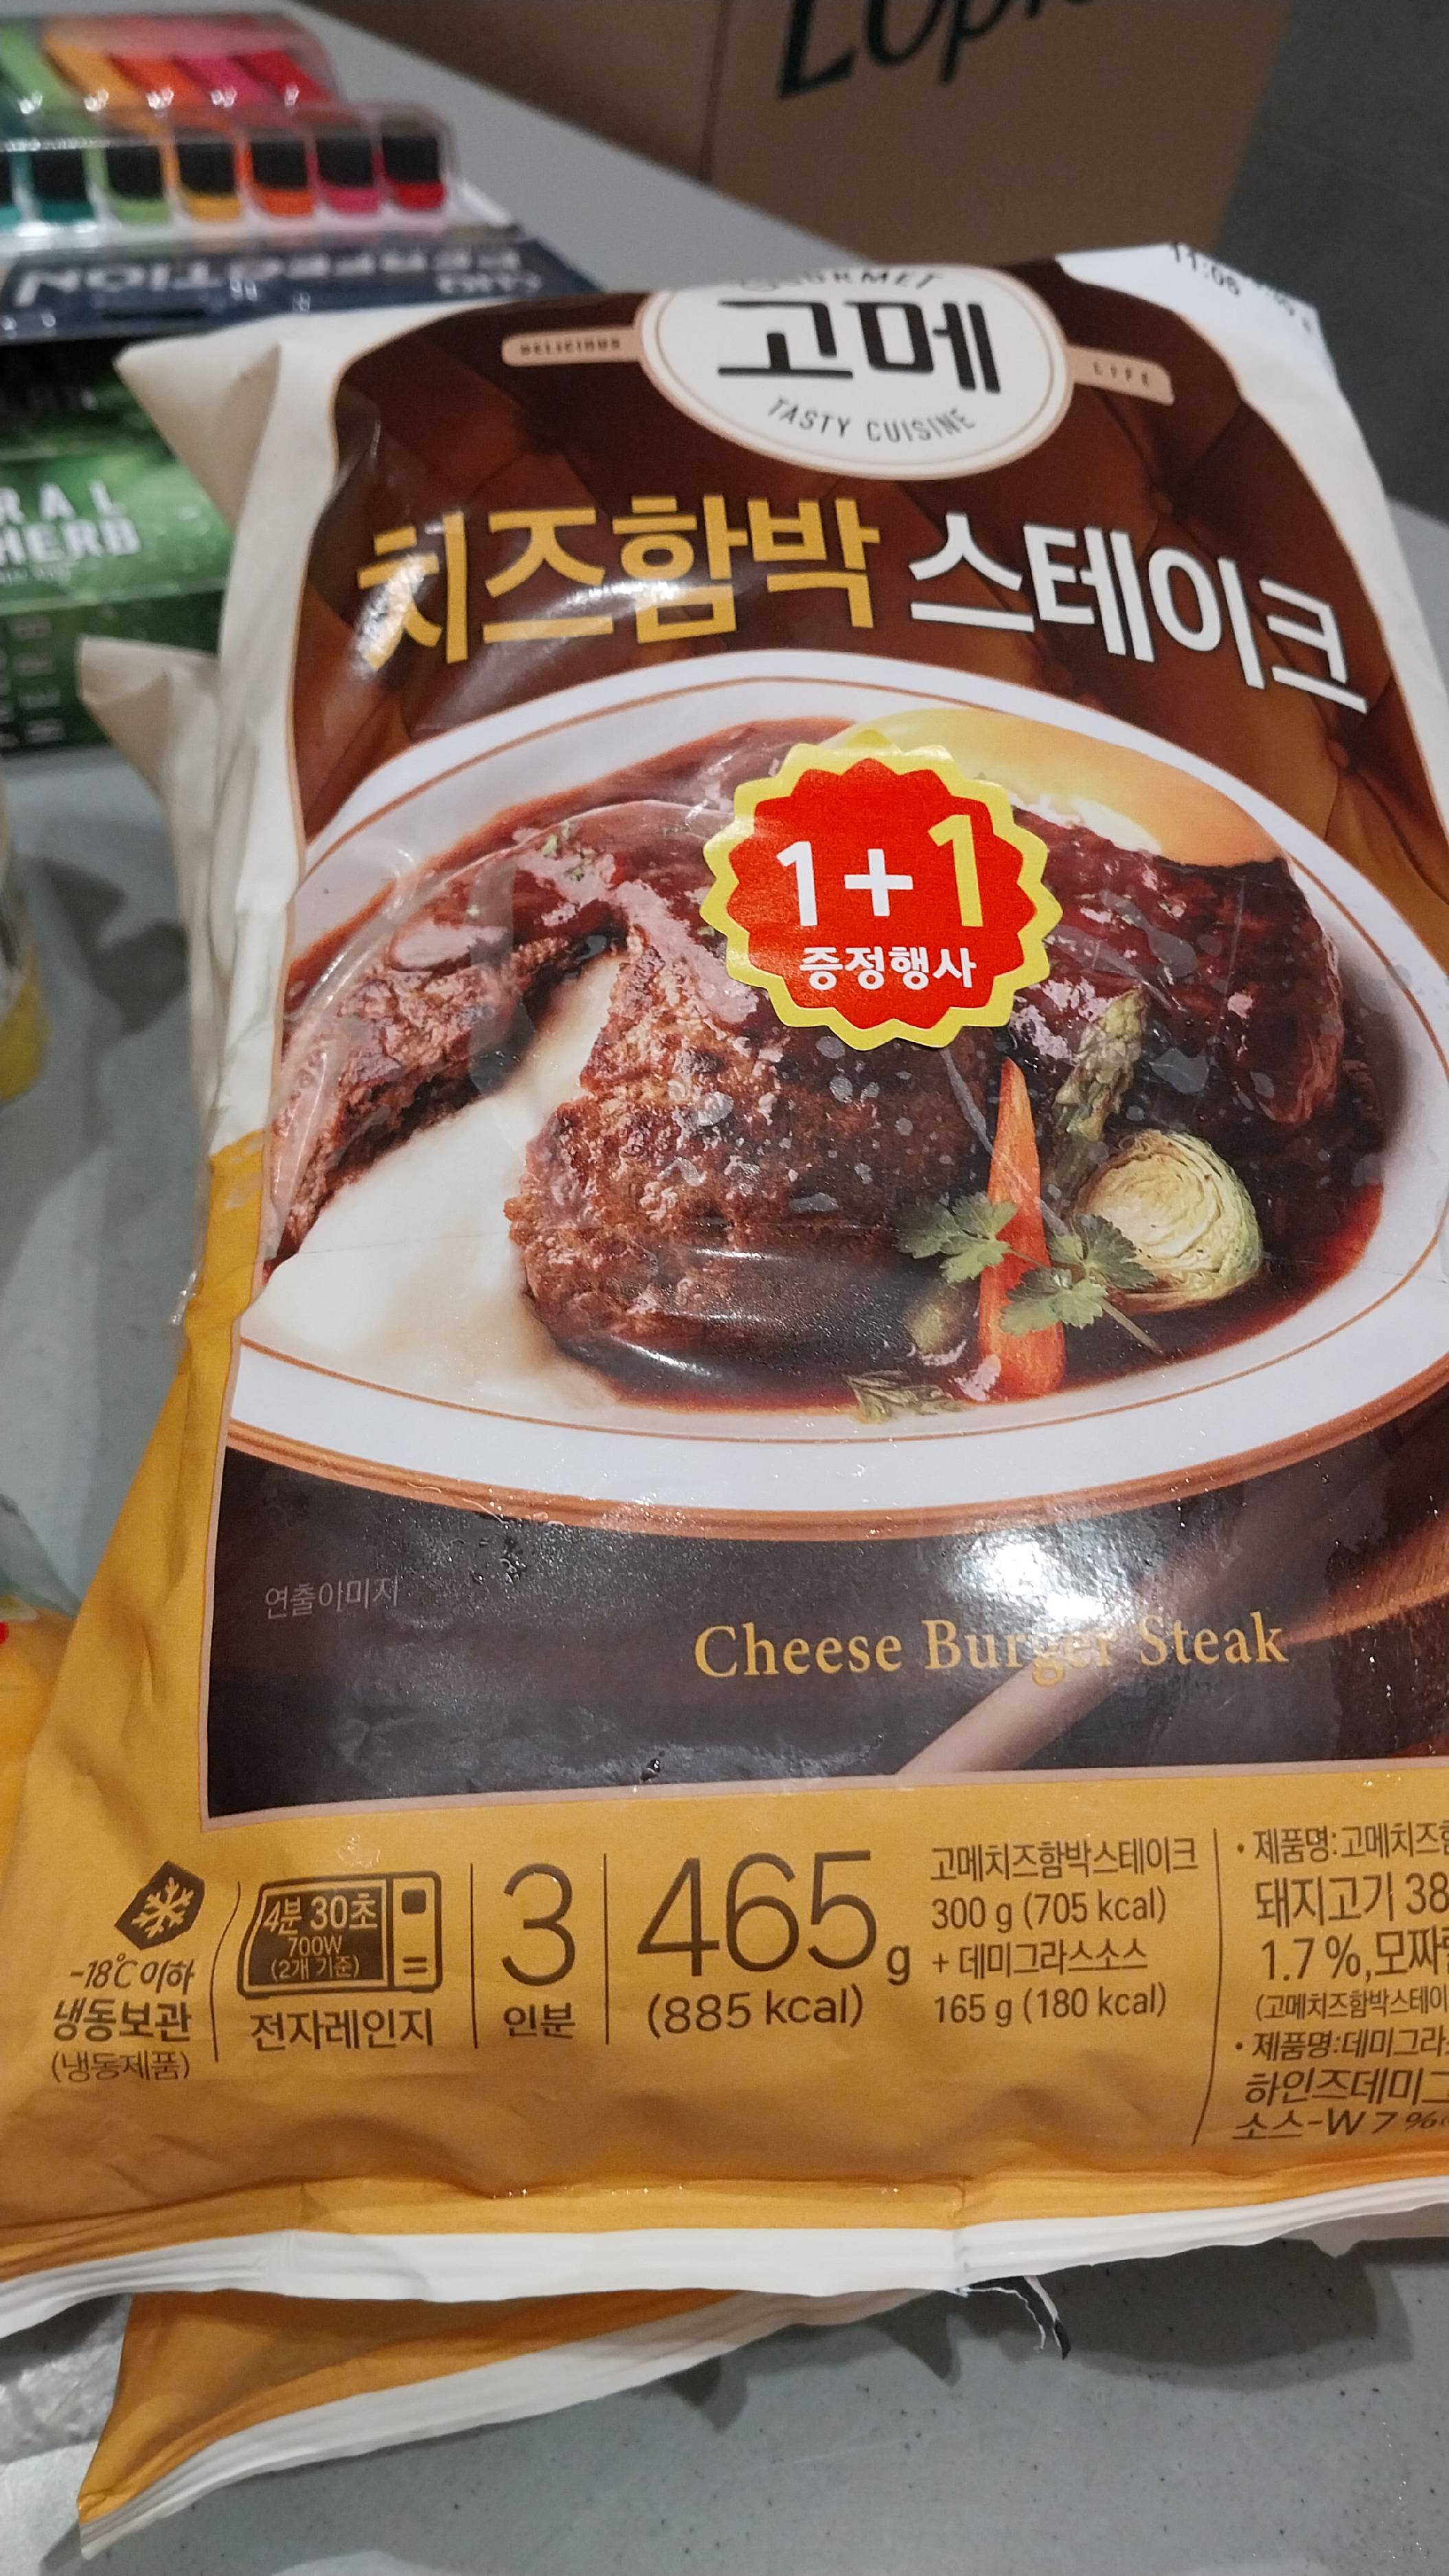 GOURMET
DELICIOUS
고메
LIFE
TASTY CUISINE
치즈함박 스테이크
1+1
증정행사
연출이미지
Cheese Burger Steak
-18℃ 이하
냉동보관
(냉동제품)
4분 30초
700W
(2개 기준)
전자레인지
3
인분
465g
(885 kcal)
고메치즈함박스테이크
300 g (705 kcal)
+ 데미그라스소스
165 g (180 kcal)
• 제품명:고메치즈함
돼지고기 38
1.7 %,모짜
(고메치즈함박스테이
• 제품명:데미그라
하인즈데미그
소스-W 7 %
PERFECTION
RAL
HERB
11:06